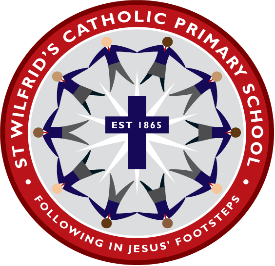 ST WILFRID'S CATHOLIC PRIMARY SCHOOL
EST 1865
• FOLLOWING IN JESUS' FOOTSTEPS •